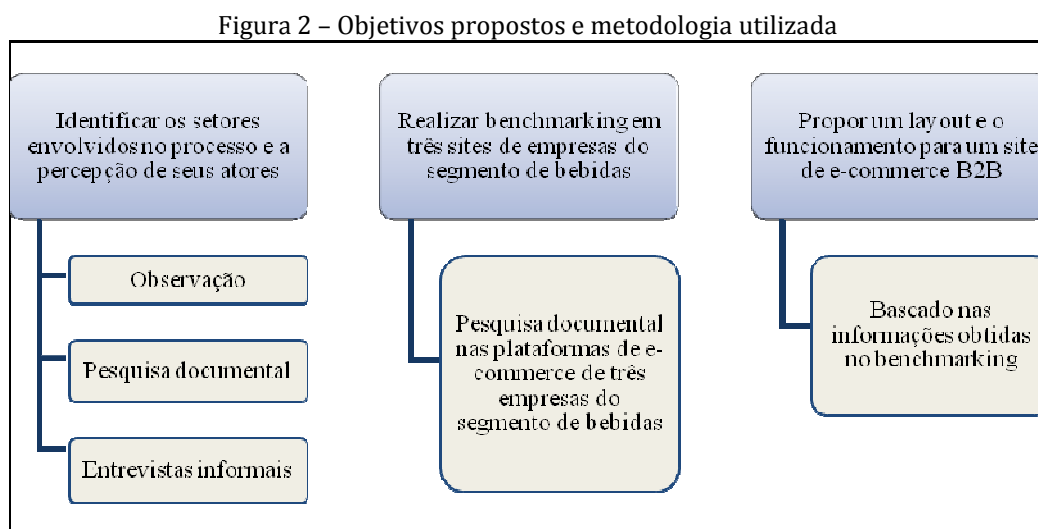 Figura 2 – Objetivos propostos e metodologia utilizada
Identificar os setores
envolvidos no processo e a
percepção de seus atores
Observação
Pesquisa documental
Entrevistas informais
Realizar benchmarking em
três sites de empresas do
segmento de bebidas
Pesquisa documental
nas plataformas de e-
commerce de três
empresas do
segmento de bebidas
Propor um layout e o
funcionamento para um site
de e-commerce B2B
Baseado nas
informações obtidas
no benchmarking